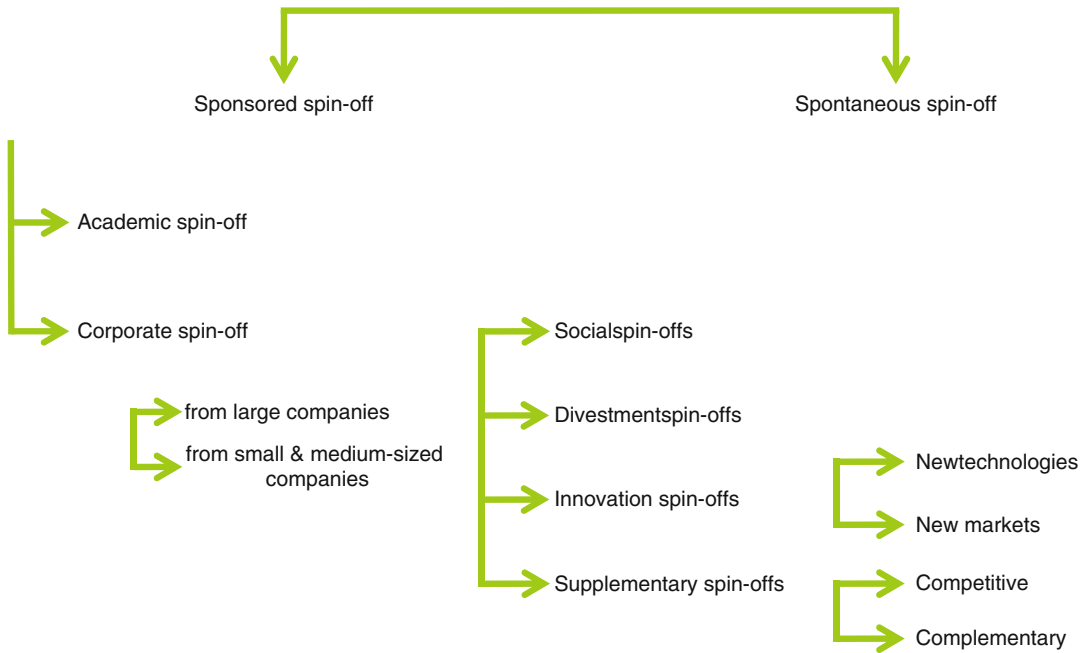 Sponsored spin-off
Spontaneous spin-off
Academic spin-off
Corporate spin-off
from large companies
from small & medium-sized
companies
Socialspin-offs
Divestmentspin-offs
Innovation spin-offs
Supplementary spin-offs
Newtechnologies
New markets
Competitive
Complementary